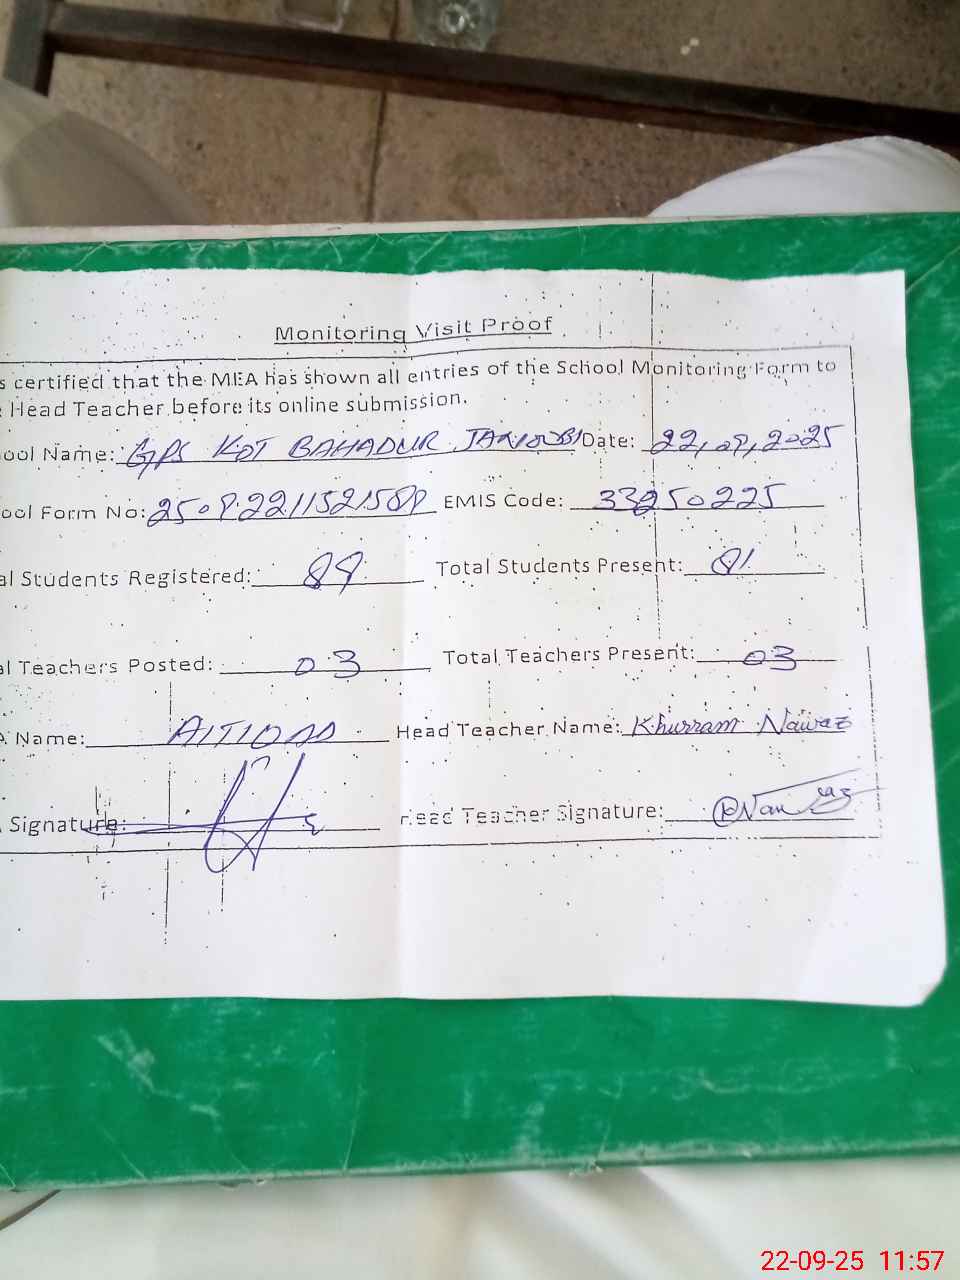 Monitoring Visit Proof
s certified that the MEA has shown all entries of the School Monitoring Form to
Head Teacher before its online submission.
ool Name: GPS KOT BAHADUR JANOOBI Date: 22,09,2025
ool Form No: EMIS Code: 33250225
al Students Registered: 89 Total Students Present: 81
al Teachers Posted: 03 Total Teachers Present: 03
A Name: Head Teacher Name: Khurram Nawaz
Signature: Head Teacher Signature:
22-09-25 11:57